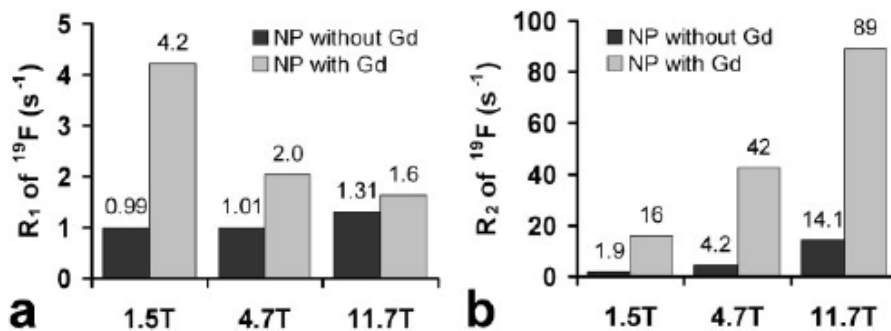 R₁ of ¹⁹F (s⁻¹)
5
4
3
2
1
0
NP without Gd
NP with Gd
0.99
4.2
1.01
2.0
1.31
1.6
1.5T
4.7T
11.7T
a
R₂ of ¹⁹F (s⁻¹)
100
80
60
40
20
0
NP without Gd
NP with Gd
1.9
16
4.2
42
14.1
89
1.5T
4.7T
11.7T
b